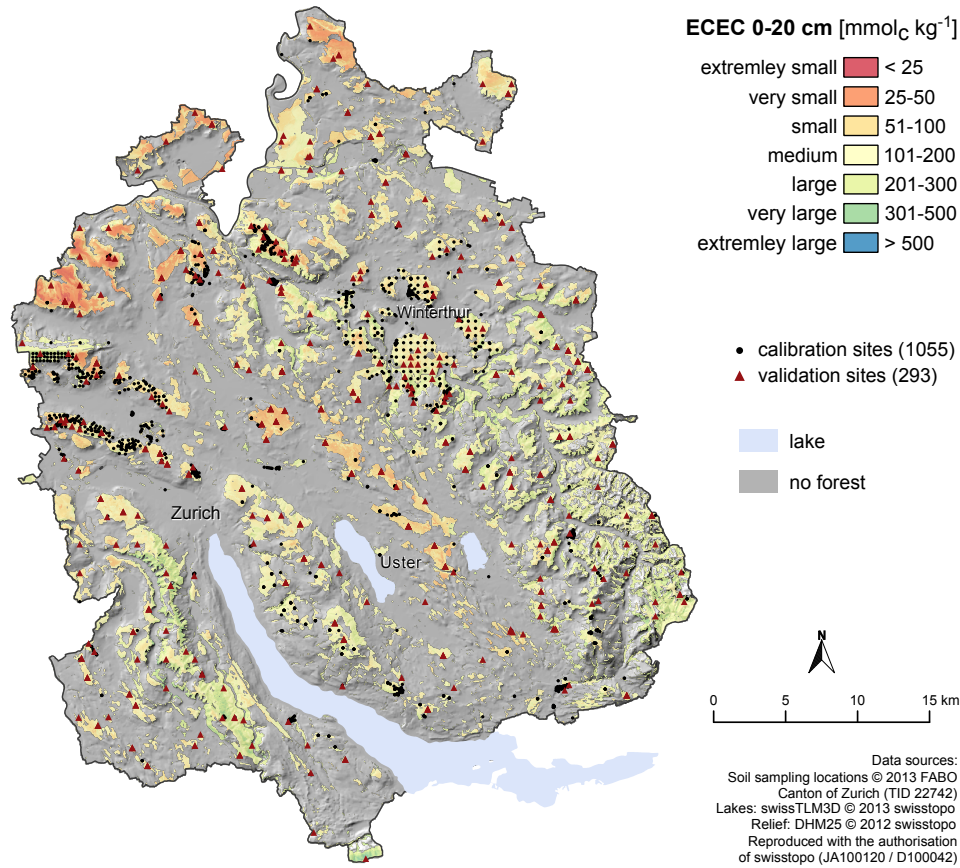 ECEC 0-20 cm [mmolC kg-1]
extremley small < 25
very small 25-50
small 51-100
medium 101-200
large 201-300
very large 301-500
extremley large > 500
Winterthur
calibration sites (1055)
validation sites (293)
lake
no forest
Zurich
Uster
N
0 5 10 15 km
Data sources:
Soil sampling locations © 2013 FABO
Canton of Zurich (TID 22742)
Lakes: swissTLM3D © 2013 swisstopo
Relief: DHM25 © 2012 swisstopo
Reproduced with the authorisation
of swisstopo (JA100120 / D100042)